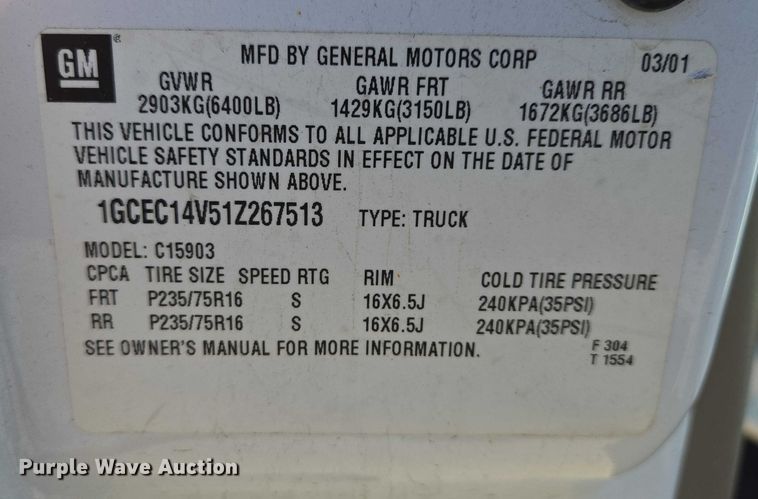 GM
®
MFD BY GENERAL MOTORS CORP 03/01
GVWR GAWR FRT GAWR RR
2903KG(6400LB) 1429KG(3150LB) 1672KG(3686LB)
THIS VEHICLE CONFORMS TO ALL APPLICABLE U.S. FEDERAL MOTOR
VEHICLE SAFETY STANDARDS IN EFFECT ON THE DATE OF
MANUFACTURE SHOWN ABOVE.
1GCEC14V51Z267513 TYPE: TRUCK
MODEL: C15903
CPCA TIRE SIZE SPEED RTG RIM COLD TIRE PRESSURE
FRT P235/75R16 S 16X6.5J 240KPA(35PSI)
RR P235/75R16 S 16X6.5J 240KPA(35PSI)
SEE OWNER'S MANUAL FOR MORE INFORMATION. F 304
T 1554
Purple Wave Auction